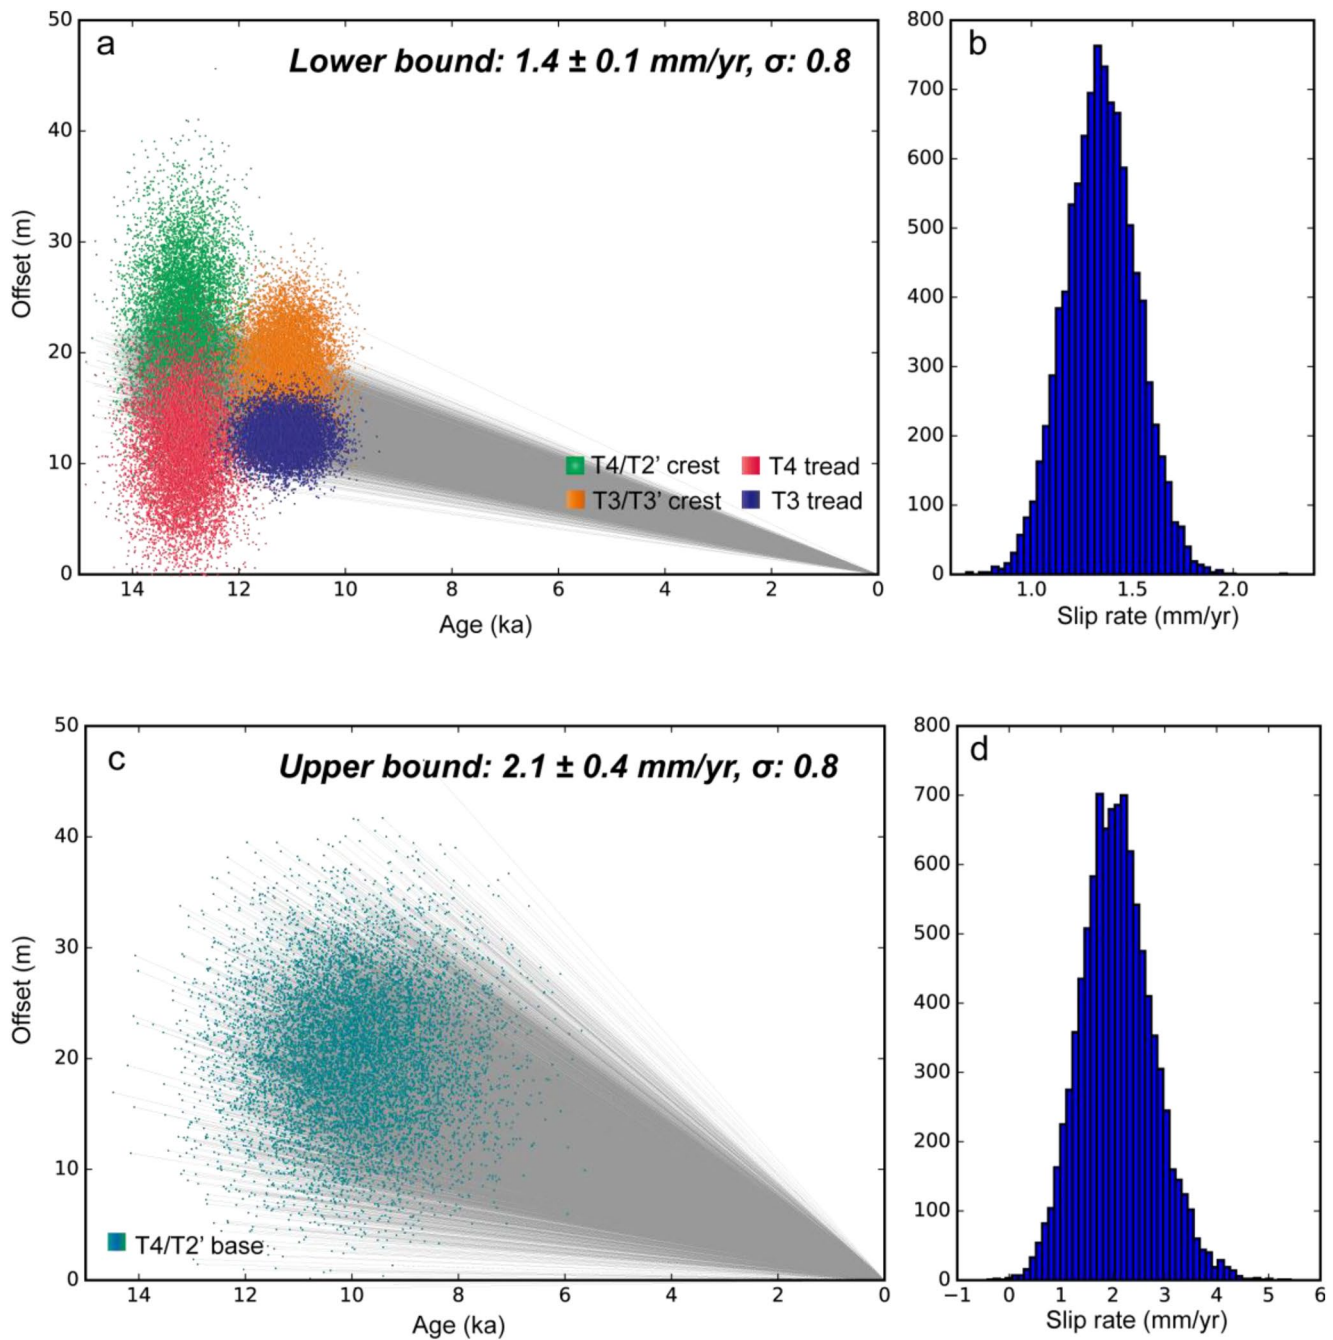 a
Lower bound: 1.4 ± 0.1 mm/yr, σ: 0.8
50
40
30
20
10
0
Offset (m)
T4/T2’ crest
T4 tread
T3/T3’ crest
T3 tread
14 12 10 8 6 4 2 0
Age (ka)
b
800
700
600
500
400
300
200
100
0
1.0 1.5 2.0
Slip rate (mm/yr)
c
Upper bound: 2.1 ± 0.4 mm/yr, σ: 0.8
50
40
30
20
10
0
Offset (m)
T4/T2’ base
14 12 10 8 6 4 2 0
Age (ka)
d
800
700
600
500
400
300
200
100
0
−1 0 1 2 3 4 5 6
Slip rate (mm/yr)